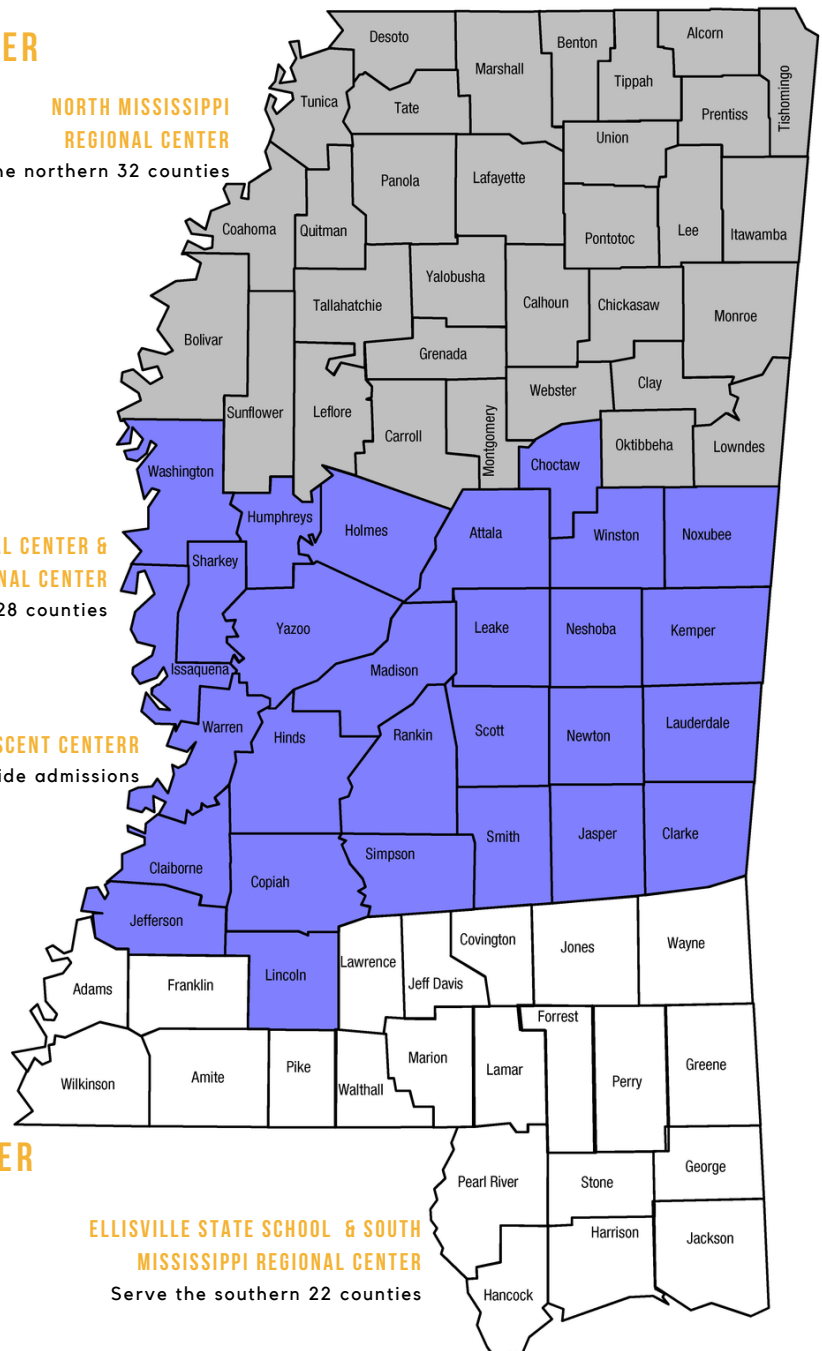 ER
NORTH MISSISSIPPI
REGIONAL CENTER
he northern 32 counties
Desoto
Marshall
Benton
Tippah
Alcorn
Tishomingo
Tunica
Tate
Prentiss
Union
Panola
Lafayette
Coahoma
Quitman
Pontotoc
Lee
Itawamba
Tallahatchie
Yalobusha
Calhoun
Chickasaw
Monroe
Bolivar
Grenada
Sunflower
Leflore
Carroll
Montgomery
Webster
Clay
Oktibbeha
Lowndes
Washington
Choctaw
Humphreys
Holmes
Attala
Winston
Noxubee
L CENTER &
NAL CENTER
28 counties
Sharkey
Yazoo
Leake
Neshoba
Kemper
Issaquena
Madison
Warren
Hinds
Rankin
Scott
Newton
Lauderdale
SCENT CENTERR
ide admissions
Simpson
Smith
Jasper
Clarke
Claiborne
Copiah
Jefferson
Lincoln
Lawrence
Jeff Davis
Covington
Jones
Wayne
Adams
Franklin
Wilkinson
Amite
Pike
Walthall
Marion
Lamar
Forrest
Perry
Greene
ER
Pearl River
Stone
George
ELLISVILLE STATE SCHOOL & SOUTH
MISSISSIPPI REGIONAL CENTER
Serve the southern 22 counties
Harrison
Jackson
Hancock